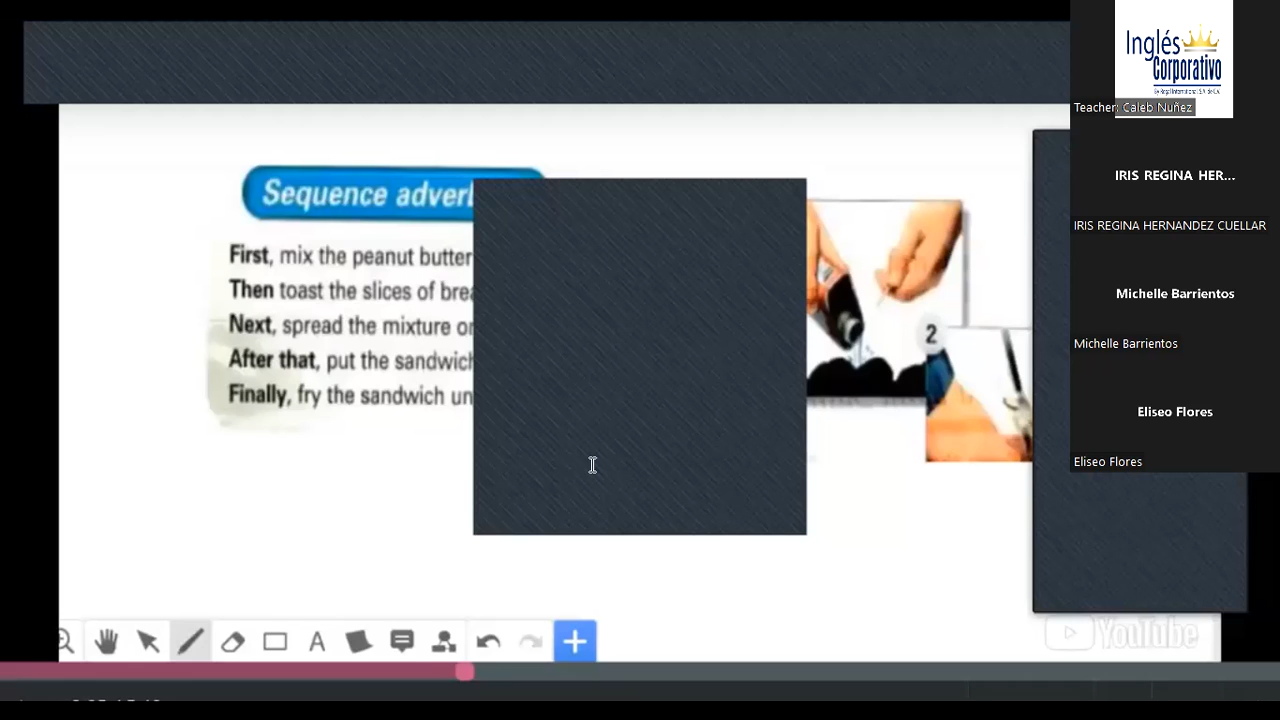 Inglés
Corporativo
Teacher: Caleb Nuñez
IRIS REGINA HER...
IRIS REGINA HERNANDEZ CUELLAR
Michelle Barrientos
Michelle Barrientos
Eliseo Flores
Eliseo Flores
Sequence adverb
First, mix the peanut butter
Then toast the slices of brea
Next, spread the mixture on
After that, put the sandwich
Finally, fry the sandwich un
2
A
YouTube